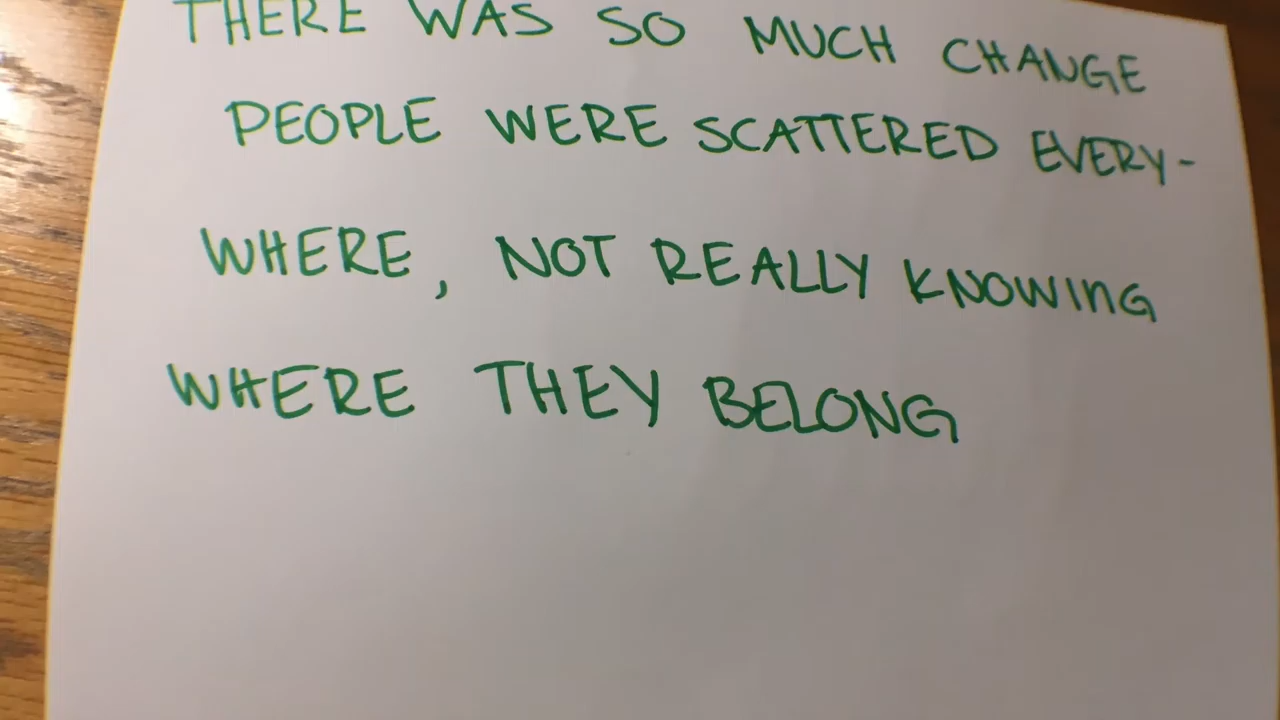 THERE WAS SO MUCH CHANGE
PEOPLE WERE SCATTERED EVERY-
WHERE, NOT REALLY KNOWING
WHERE THEY BELONG